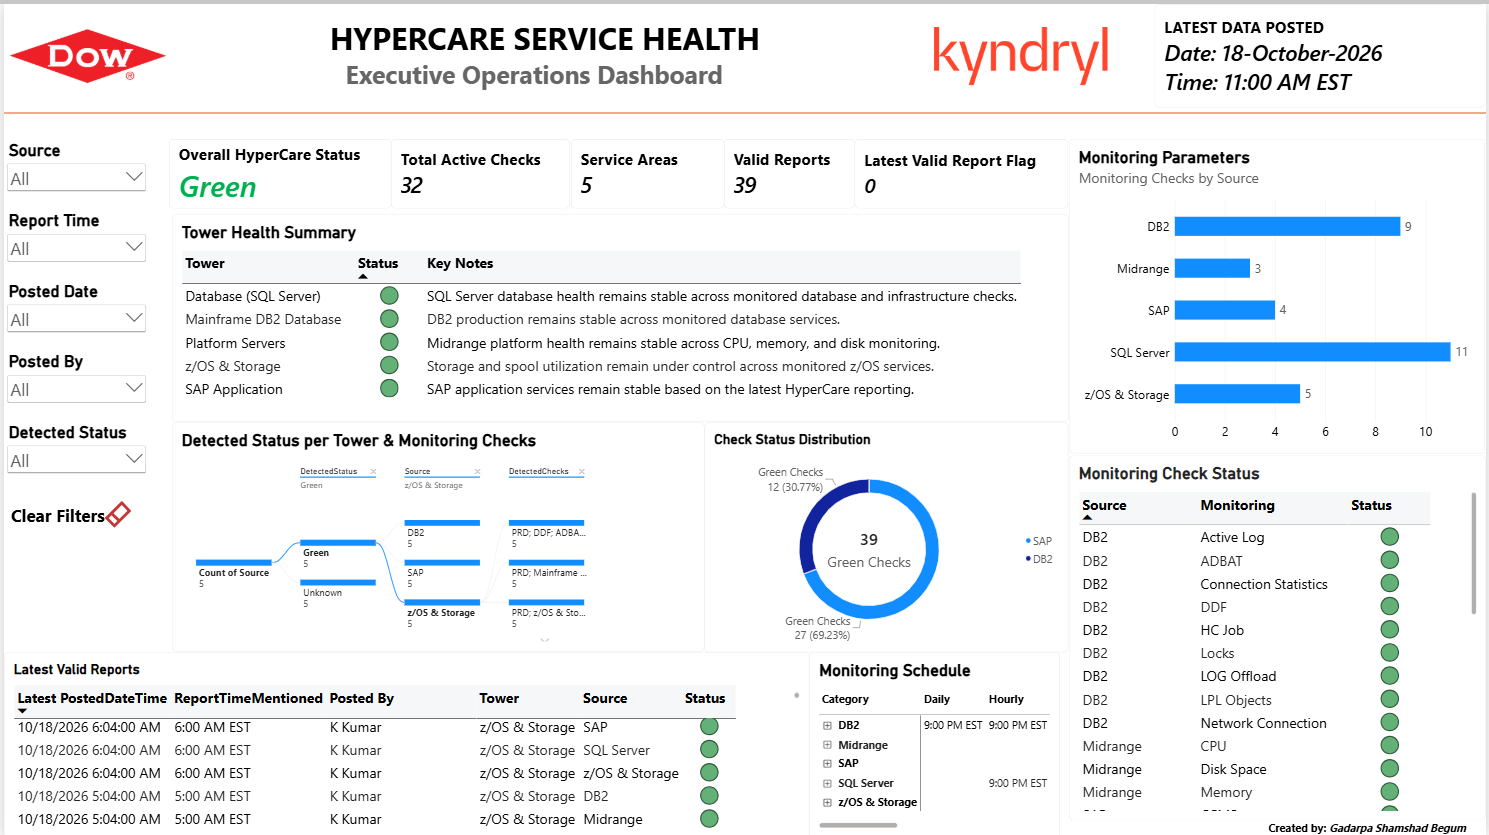 DOW
HYPERCARE SERVICE HEALTH
Executive Operations Dashboard
kyndryl
LATEST DATA POSTED
Date: 18-October-2026
Time: 11:00 AM EST
Source
All
Report Time
All
Posted Date
All
Posted By
All
Detected Status
All
Clear Filters
Overall HyperCare Status
Green
Total Active Checks
32
Service Areas
5
Valid Reports
39
Latest Valid Report Flag
0
Tower Health Summary
Tower Status Key Notes
Database (SQL Server) SQL Server database health remains stable across monitored database and infrastructure checks.
Mainframe DB2 Database DB2 production remains stable across monitored database services.
Platform Servers Midrange platform health remains stable across CPU, memory, and disk monitoring.
z/OS & Storage Storage and spool utilization remain under control across monitored z/OS services.
SAP Application SAP application services remain stable based on the latest HyperCare reporting.
Monitoring Parameters
Monitoring Checks by Source
DB2 9
Midrange 3
SAP 4
SQL Server 11
z/OS & Storage 5
0 2 4 6 8 10
Detected Status per Tower & Monitoring Checks
DetectedStatus Source DetectedChecks
Green z/OS & Storage
Count of Source
5
Green
5
Unknown
5
DB2
5
SAP
5
z/OS & Storage
5
PRD; DDF; ADBA...
5
PRD; Mainframe ...
5
PRD; z/OS & Sto...
5
Check Status Distribution
Green Checks
12 (30.77%)
39
Green Checks
Green Checks
27 (69.23%)
SAP
DB2
Monitoring Check Status
Source Monitoring Status
DB2 Active Log
DB2 ADBAT
DB2 Connection Statistics
DB2 DDF
DB2 HC Job
DB2 Locks
DB2 LOG Offload
DB2 LPL Objects
DB2 Network Connection
Midrange CPU
Midrange Disk Space
Midrange Memory
Latest Valid Reports
Latest PostedDateTime ReportTimeMentioned Posted By Tower Source Status
10/18/2026 6:04:00 AM 6:00 AM EST K Kumar z/OS & Storage SAP
10/18/2026 6:04:00 AM 6:00 AM EST K Kumar z/OS & Storage SQL Server
10/18/2026 6:04:00 AM 6:00 AM EST K Kumar z/OS & Storage z/OS & Storage
10/18/2026 5:04:00 AM 5:00 AM EST K Kumar z/OS & Storage DB2
10/18/2026 5:04:00 AM 5:00 AM EST K Kumar z/OS & Storage Midrange
Monitoring Schedule
Category Daily Hourly
DB2 9:00 PM EST 9:00 PM EST
Midrange
SAP
SQL Server 9:00 PM EST
z/OS & Storage
Created by: Gadarpa Shamshad Begum